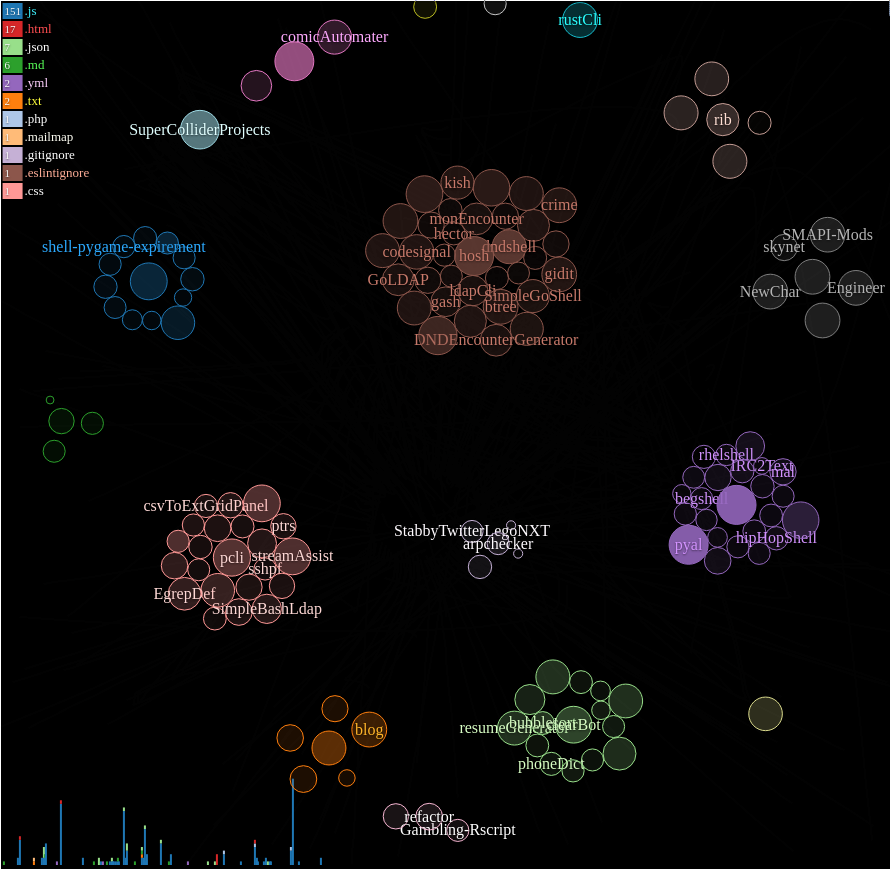 151 .js
17 .html
7 .json
6 .md
2 .yml
2 .txt
1 .php
1 .mailmap
1 .gitignore
1 .eslintignore
1 .css
rustCli
comicAutomater
SuperColliderProjects
rib
kish
crime
monEncounter
hector
dndshell
codesignal
hosh
GoLDAP
gidit
ldapCli
SimpleGoShell
gash
btree
DNDEncounterGenerator
shell-pygame-expirement
SMAPI-Mods
skynet
NewChar
Engineer
rhelshell
IRC2Text
mal
begshell
hipHopShell
pyal
csvToExtGridPanel
ptrs
pcli
streamAssist
sshpf
EgrepDef
SimpleBashLdap
StabbyTwitterLegoNXT
arpchecker
blog
resumeGenerator
phoneDict
refactor
Gambling-Rscript